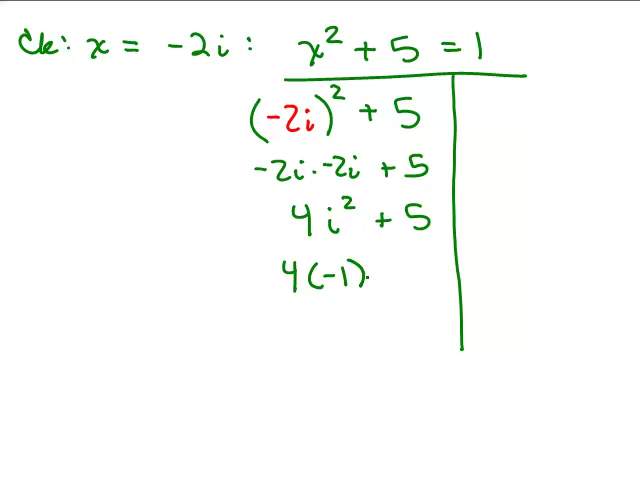 Ck: x = -2i : x² + 5 = 1
(-2i)² + 5
-2i · -2i + 5
4i² + 5
4(-1)